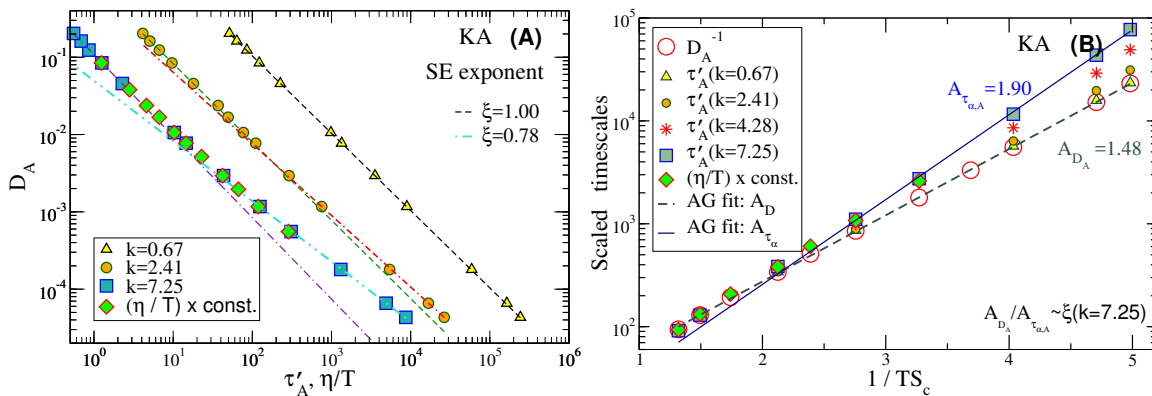 KA (A)
SE exponent
ξ=1.00
ξ=0.78
k=0.67
k=2.41
k=7.25
(η / T) x const.
D_A
10^-1
10^-2
10^-3
10^-4
10^0 10^1 10^2 10^3 10^4 10^5 10^6
τ′_A, η/T
KA (B)
D_A^-1
τ′_A(k=0.67)
τ′_A(k=2.41)
τ′_A(k=4.28)
τ′_A(k=7.25)
(η/T) x const.
AG fit: A_D
AG fit: A_τ_α
A_τ_α,A=1.90
A_D_A=1.48
A_D_A/A_τ_α,A~ξ(k=7.25)
Scaled timescales
10^5
10^4
10^3
10^2
1 2 3 4 5
1 / TS_c